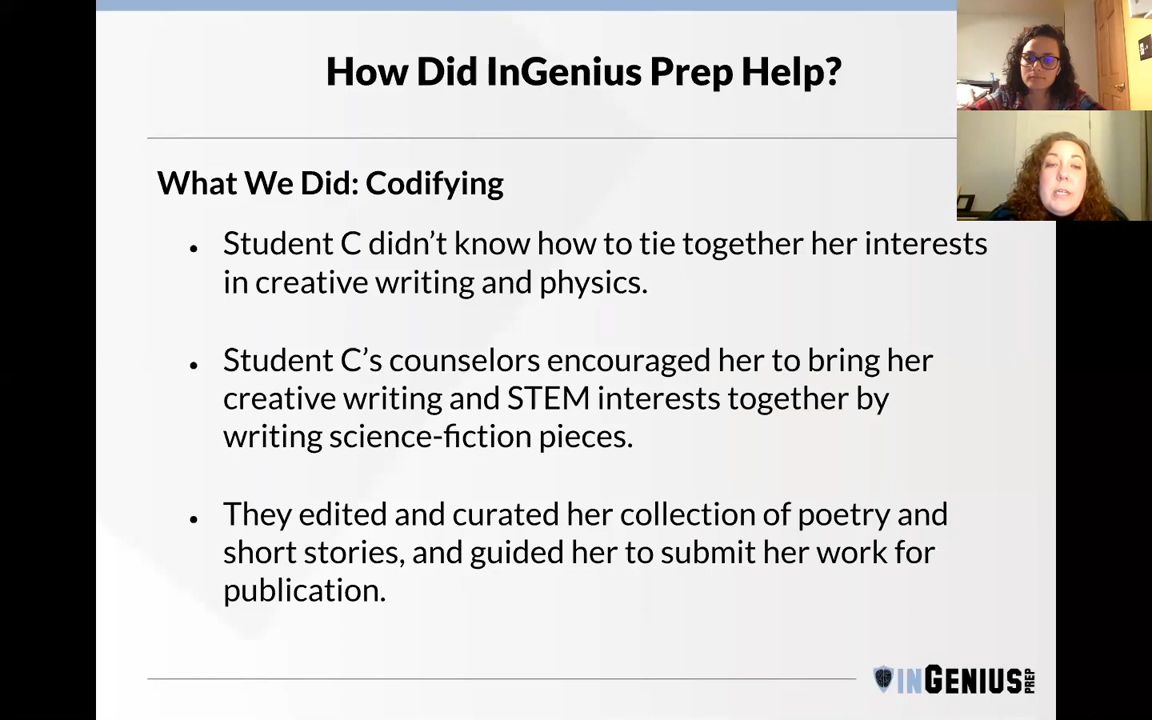 How Did InGenius Prep Help?
What We Did: Codifying
• Student C didn’t know how to tie together her interests
in creative writing and physics.
• Student C’s counselors encouraged her to bring her
creative writing and STEM interests together by
writing science-fiction pieces.
• They edited and curated her collection of poetry and
short stories, and guided her to submit her work for
publication.
INGENIUS PREP